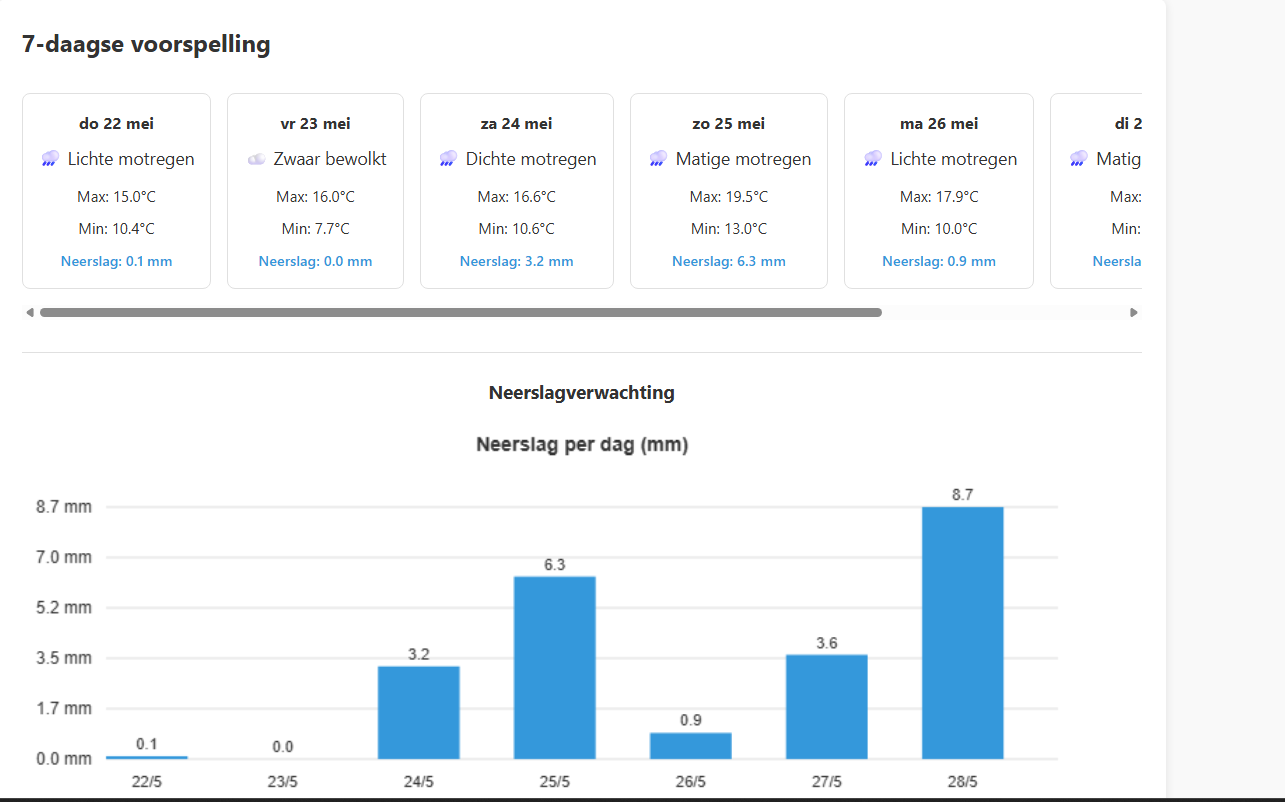 7-daagse voorspelling
do 22 mei
Lichte motregen
Max: 15.0°C
Min: 10.4°C
Neerslag: 0.1 mm
vr 23 mei
Zwaar bewolkt
Max: 16.0°C
Min: 7.7°C
Neerslag: 0.0 mm
za 24 mei
Dichte motregen
Max: 16.6°C
Min: 10.6°C
Neerslag: 3.2 mm
zo 25 mei
Matige motregen
Max: 19.5°C
Min: 13.0°C
Neerslag: 6.3 mm
ma 26 mei
Lichte motregen
Max: 17.9°C
Min: 10.0°C
Neerslag: 0.9 mm
di 2
Matig
Max:
Min:
Neersla
Neerslagverwachting
Neerslag per dag (mm)
8.7 mm
7.0 mm
5.2 mm
3.5 mm
1.7 mm
0.0 mm
0.1
0.0
3.2
6.3
0.9
3.6
8.7
22/5
23/5
24/5
25/5
26/5
27/5
28/5